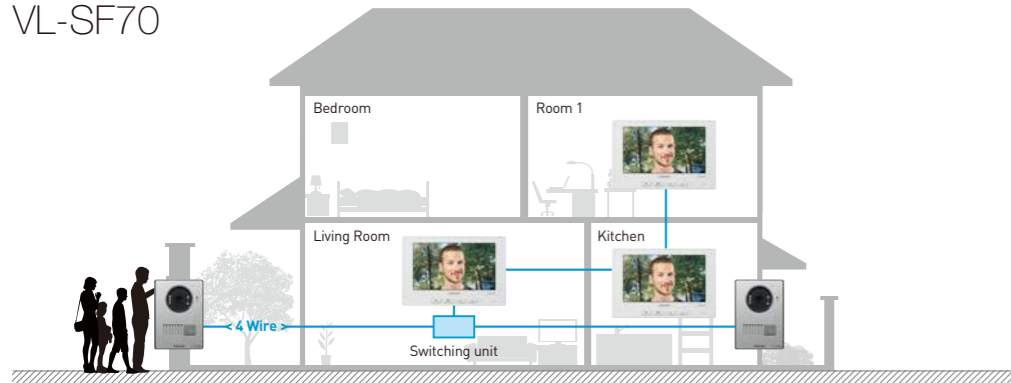 VL-SF70
Bedroom
Room 1
Living Room
Kitchen
< 4 Wire >
Switching unit